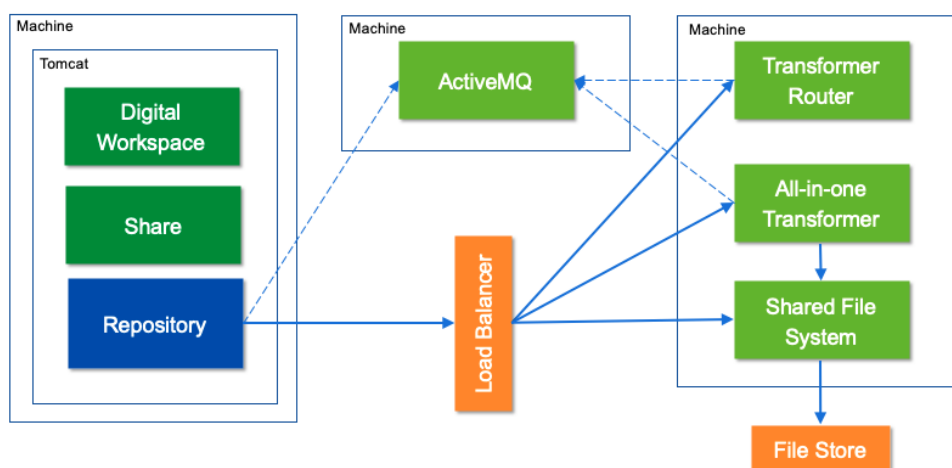 Machine
Tomcat
Digital
Workspace
Share
Repository
Machine
ActiveMQ
Load Balancer
Machine
Transformer
Router
All-in-one
Transformer
Shared File
System
File Store